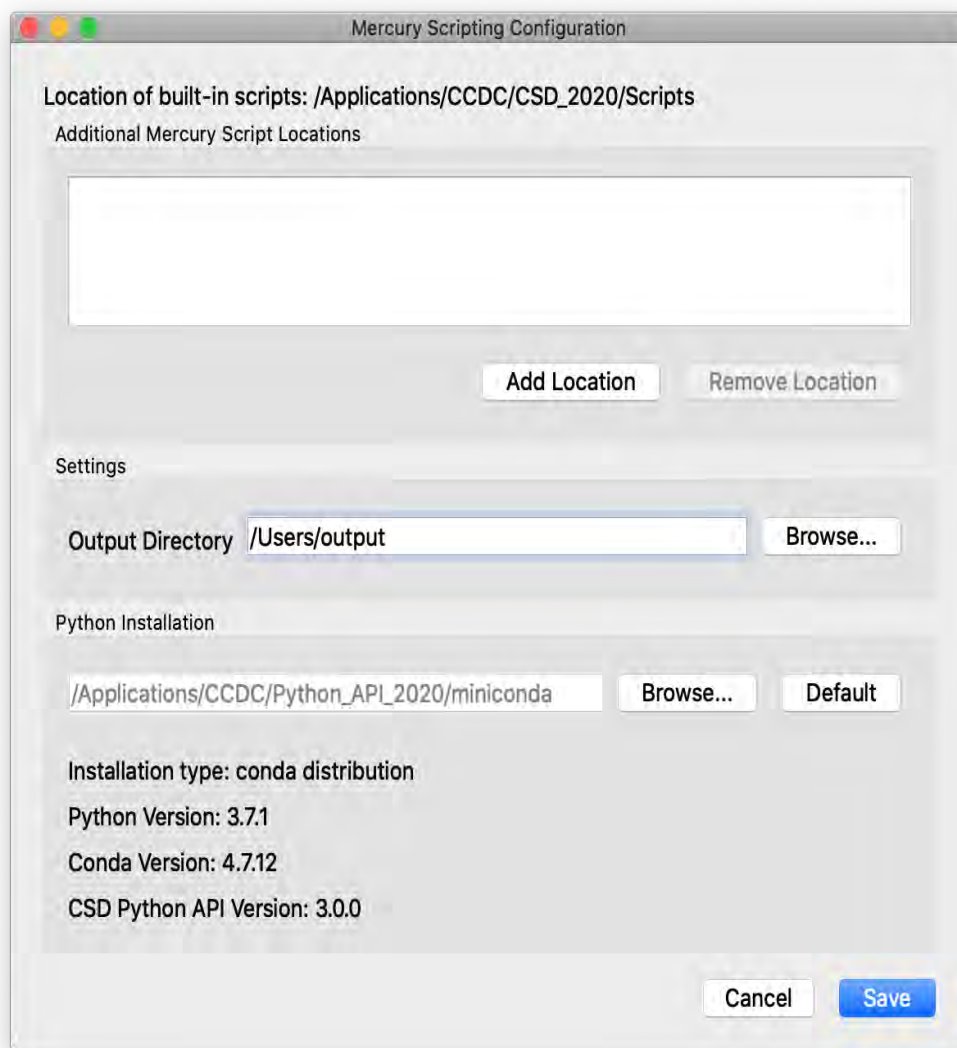 Mercury Scripting Configuration
Location of built-in scripts: /Applications/CCDC/CSD_2020/Scripts
Additional Mercury Script Locations
Add Location Remove Location
Settings
Output Directory /Users/output Browse...
Python Installation
/Applications/CCDC/Python_API_2020/miniconda Browse... Default
Installation type: conda distribution
Python Version: 3.7.1
Conda Version: 4.7.12
CSD Python API Version: 3.0.0
Cancel Save